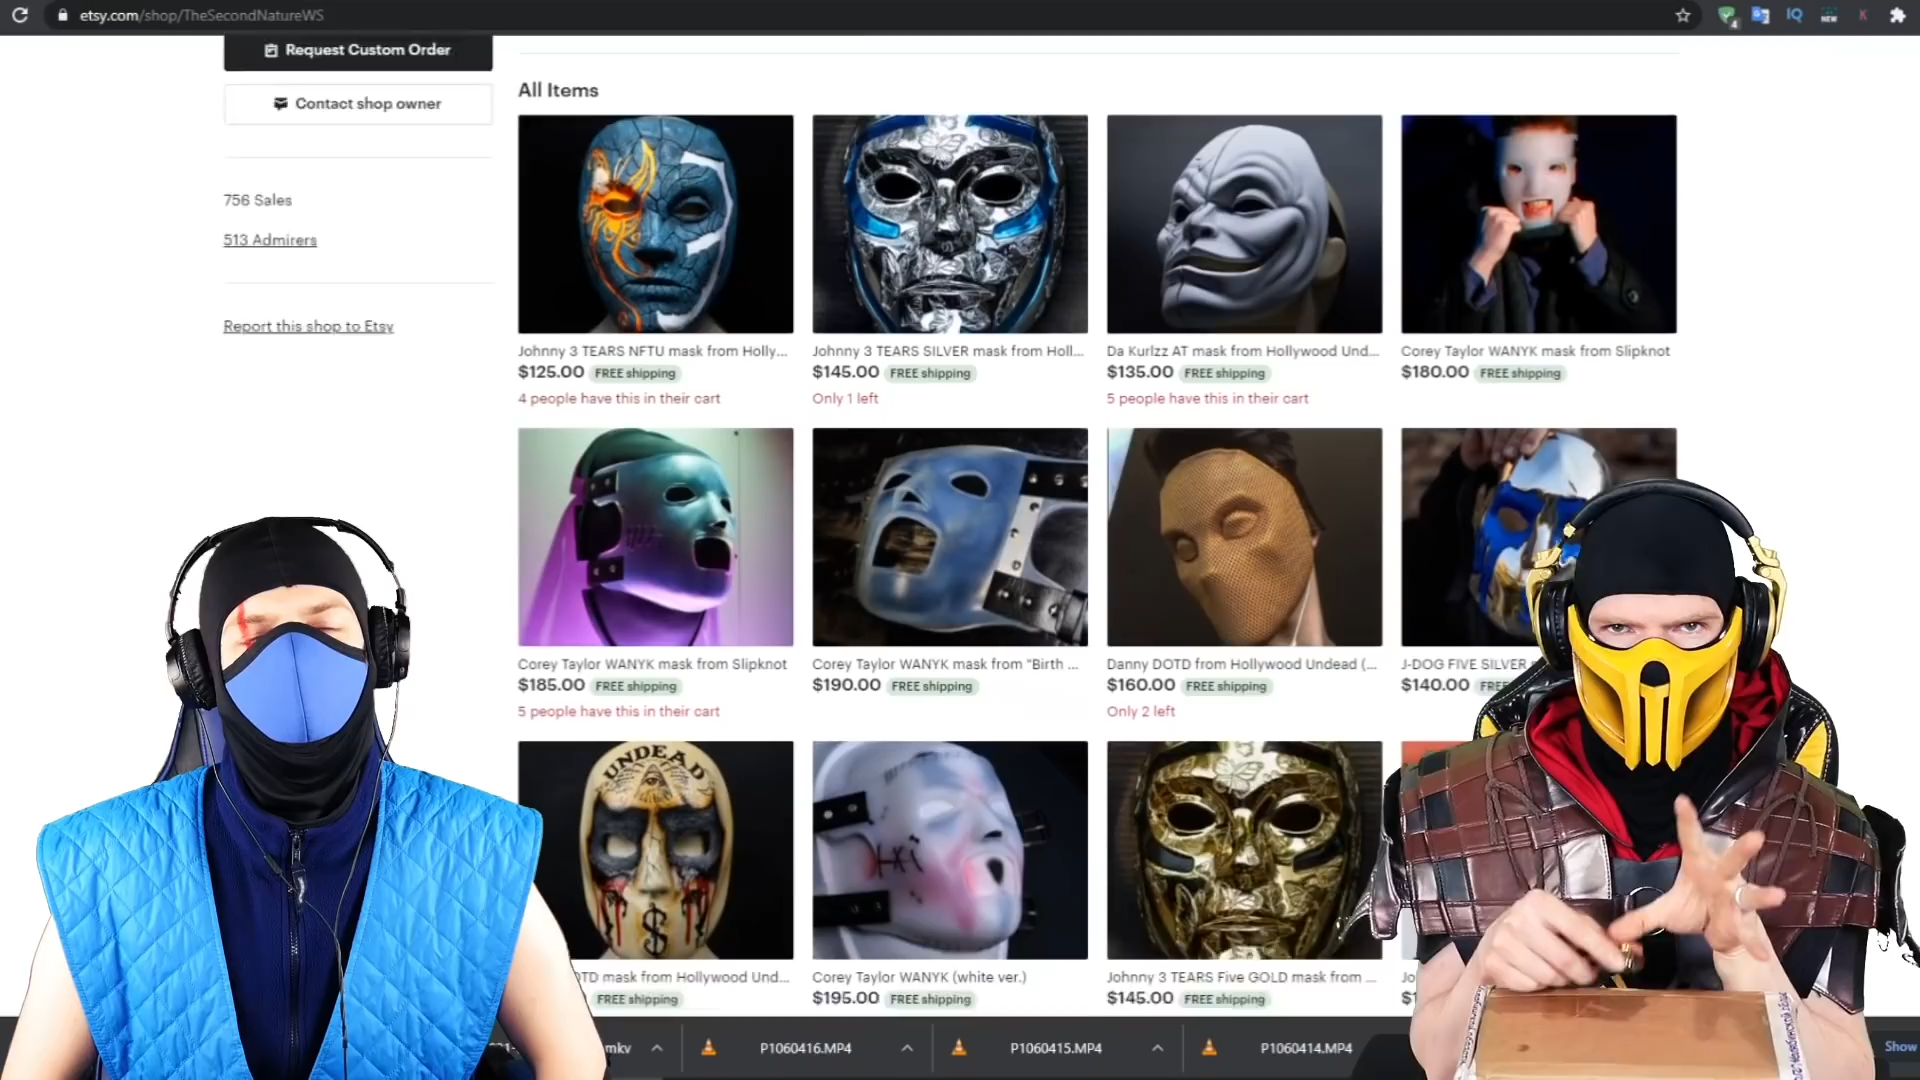 etsy.com/shop/TheSecondNatureWS
IQ
NEW
K
4
Request Custom Order
Contact shop owner
756 Sales
513 Admirers
Report this shop to Etsy
All Items
Johnny 3 TEARS NFTU mask from Holly...
$125.00 FREE shipping
4 people have this in their cart
Johnny 3 TEARS SILVER mask from Holl...
$145.00 FREE shipping
Only 1 left
Da Kurlzz AT mask from Hollywood Und...
$135.00 FREE shipping
5 people have this in their cart
Corey Taylor WANYK mask from Slipknot
$180.00 FREE shipping
Corey Taylor WANYK mask from Slipknot
$185.00 FREE shipping
5 people have this in their cart
Corey Taylor WANYK mask from "Birth ...
$190.00 FREE shipping
Danny DOTD from Hollywood Undead (...
$160.00 FREE shipping
Only 2 left
J-DOG FIVE SILVER
$140.00 FREE
UNDEAD
$
mask from Hollywood Und...
FREE shipping
Corey Taylor WANYK (white ver.)
$195.00 FREE shipping
Johnny 3 TEARS Five GOLD mask from ...
$145.00 FREE shipping
mkv
P1060416.MP4
P1060415.MP4
P1060414.MP4
Show